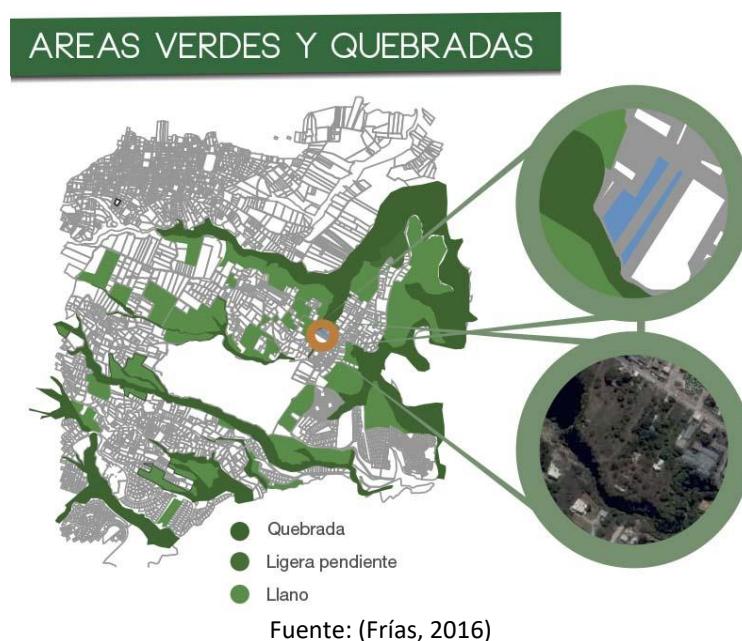 AREAS VERDES Y QUEBRADAS
Quebrada
Ligera pendiente
Llano
Fuente: (Frías, 2016)